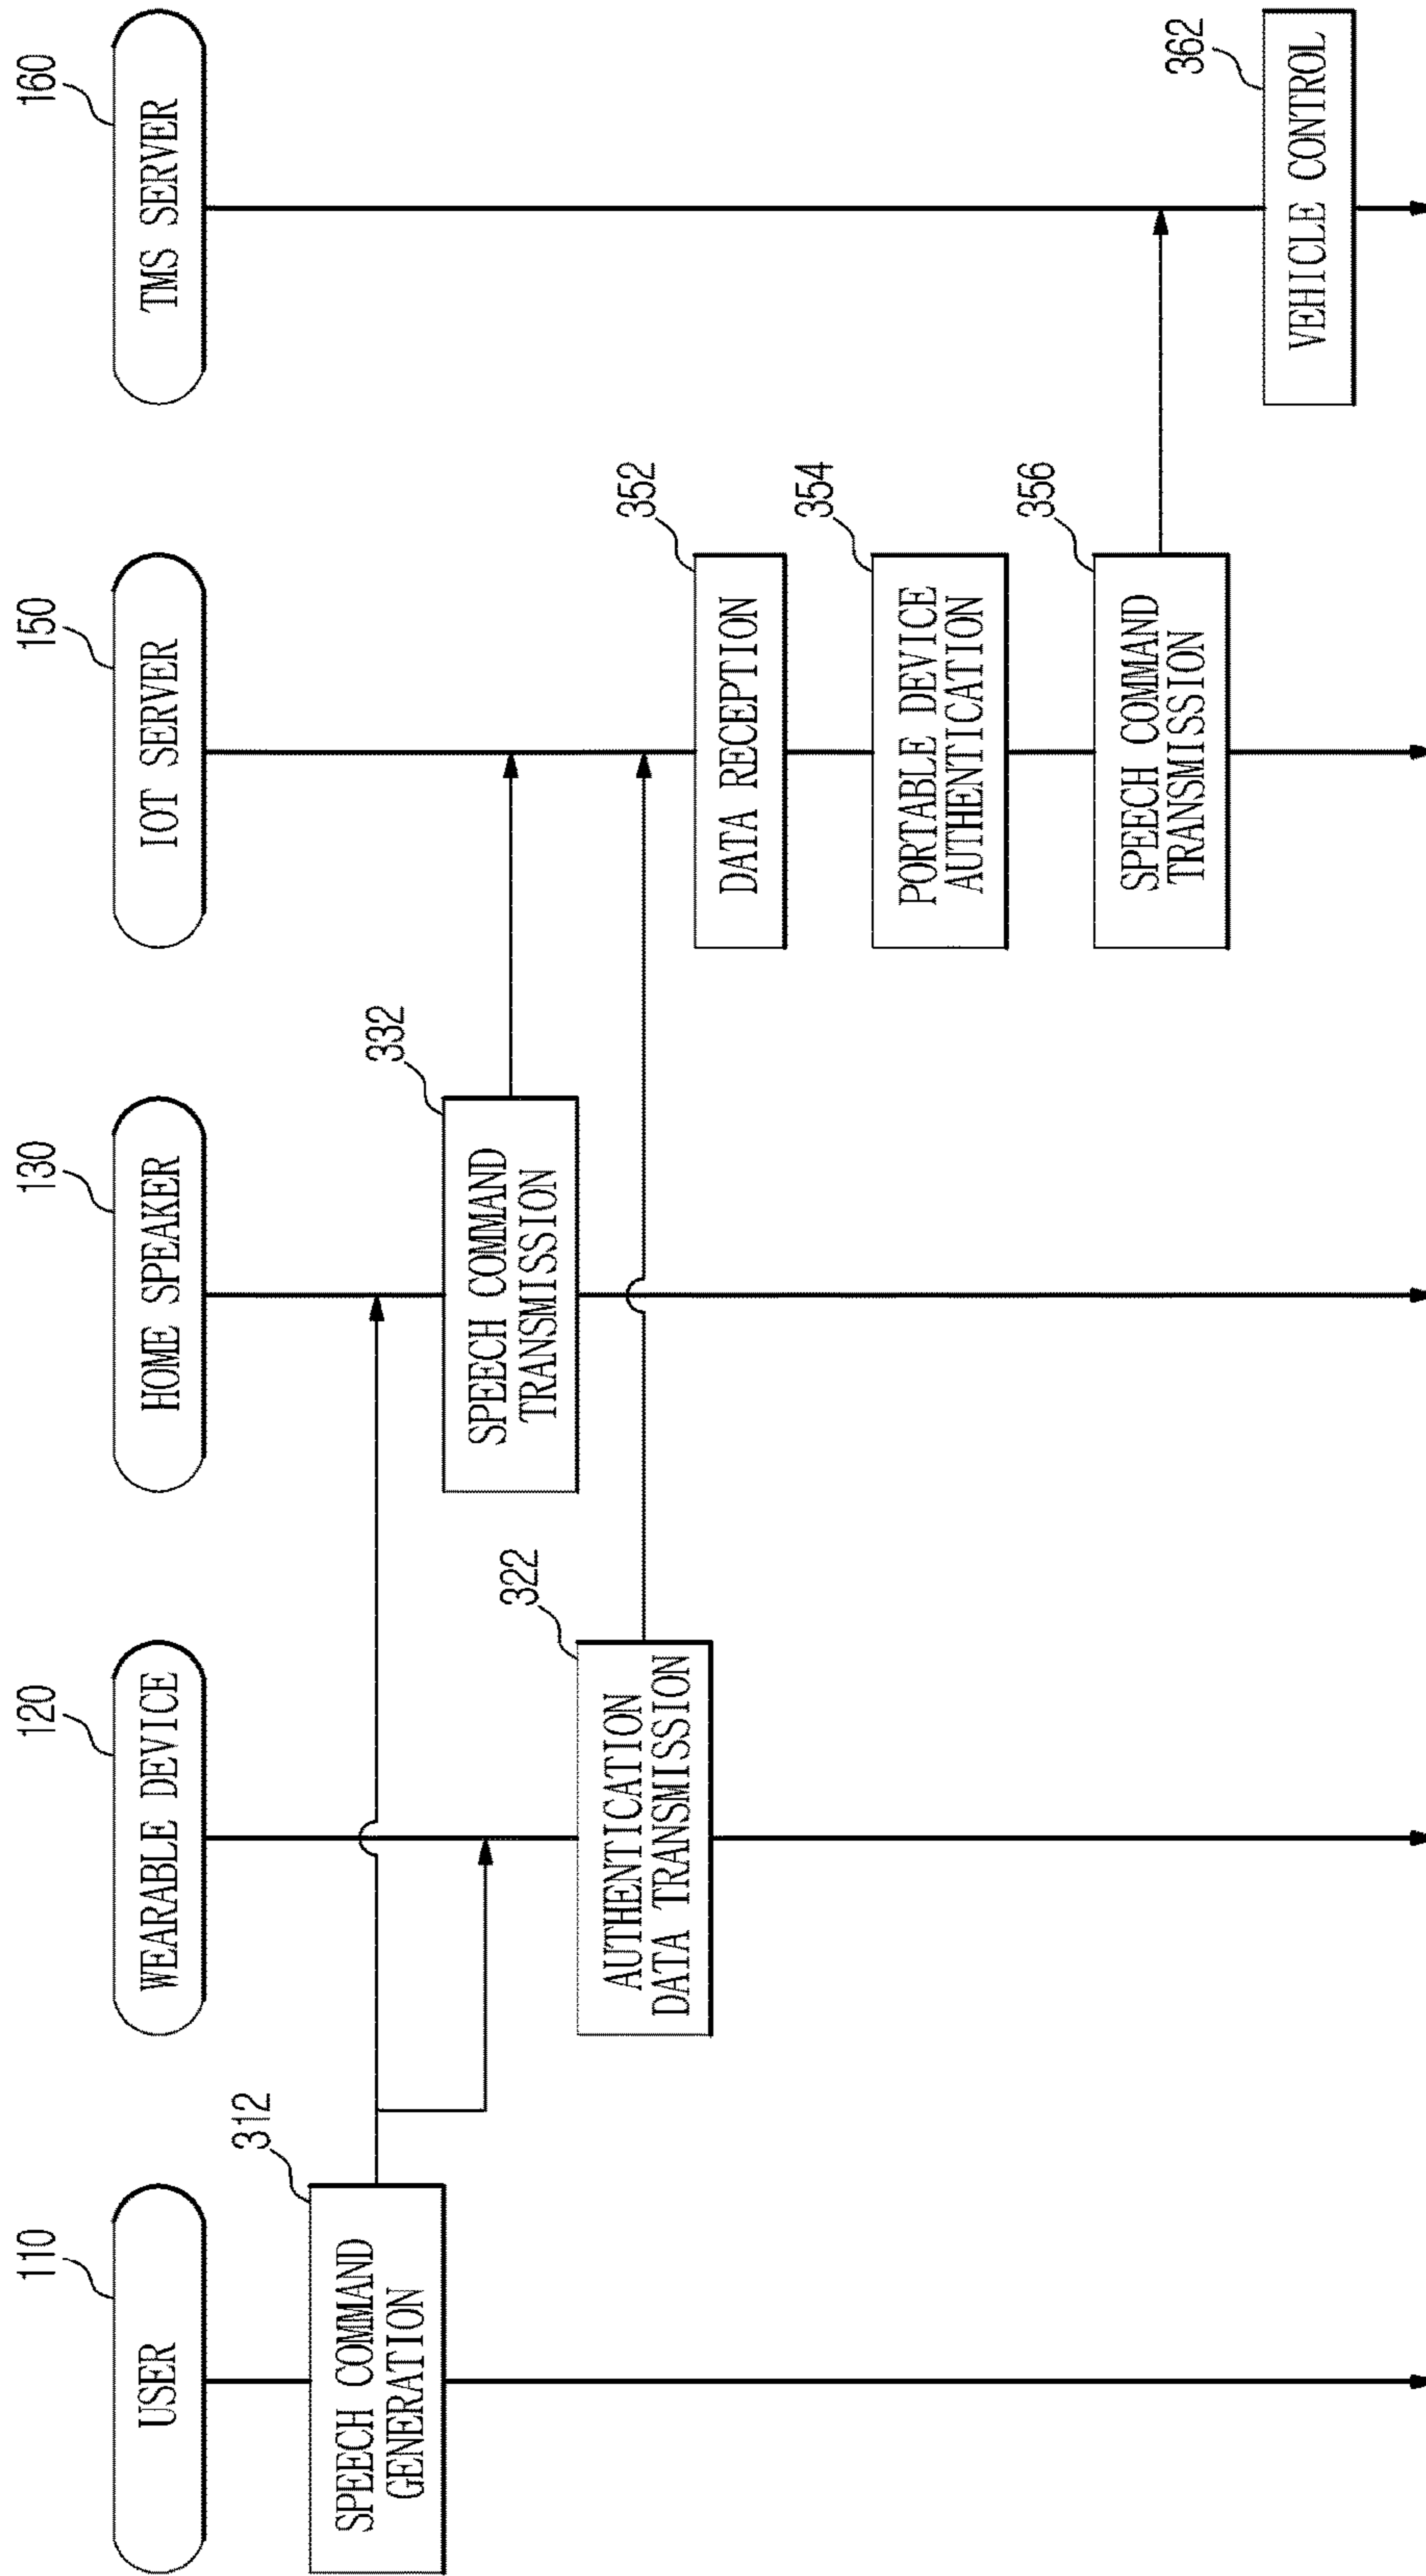 110
USER
120
WEARABLE DEVICE
130
HOME SPEAKER
150
IOT SERVER
160
TMS SERVER
312
SPEECH COMMAND
GENERATION
332
SPEECH COMMAND
TRANSMISSION
322
AUTHENTICATION
DATA TRANSMISSION
352
DATA RECEPTION
354
PORTABLE DEVICE
AUTHENTICATION
356
SPEECH COMMAND
TRANSMISSION
362
VEHICLE CONTROL